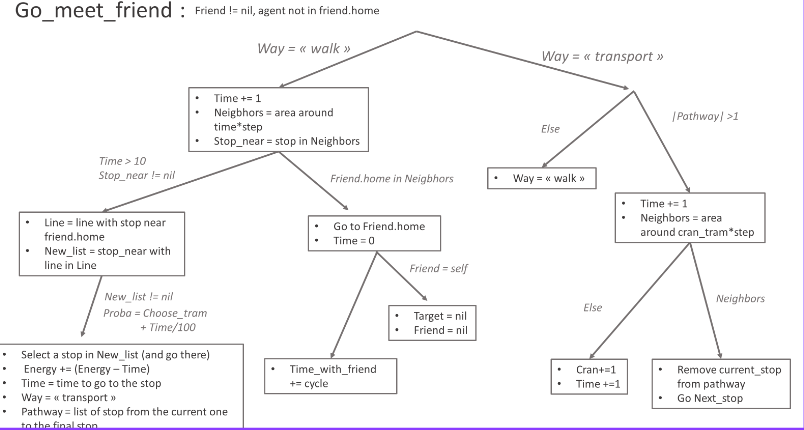 Go_meet_friend : Friend != nil, agent not in friend.home
Way = « walk »
Way = « transport »
• Time += 1
• Neigbhors = area around
time*step
• Stop_near = stop in Neighbors
Else
|Pathway| >1
Time > 10
Stop_near != nil
Friend.home in Neigbhors
• Way = « walk »
• Time += 1
• Neighbors = area
around cran_tram*step
• Line = line with stop near
friend.home
• New_list = stop_near with
line in Line
• Go to Friend.home
• Time = 0
Friend = self
New_list != nil
Proba = Choose_tram
+ Time/100
Else
Neighbors
• Target = nil
• Friend = nil
• Select a stop in New_list (and go there)
• Energy += (Energy – Time)
• Time = time to go to the stop
• Way = « transport »
• Pathway = list of stop from the current one
to the final stop
• Time_with_friend
+= cycle
• Cran+=1
• Time +=1
• Remove current_stop
from pathway
• Go Next_stop